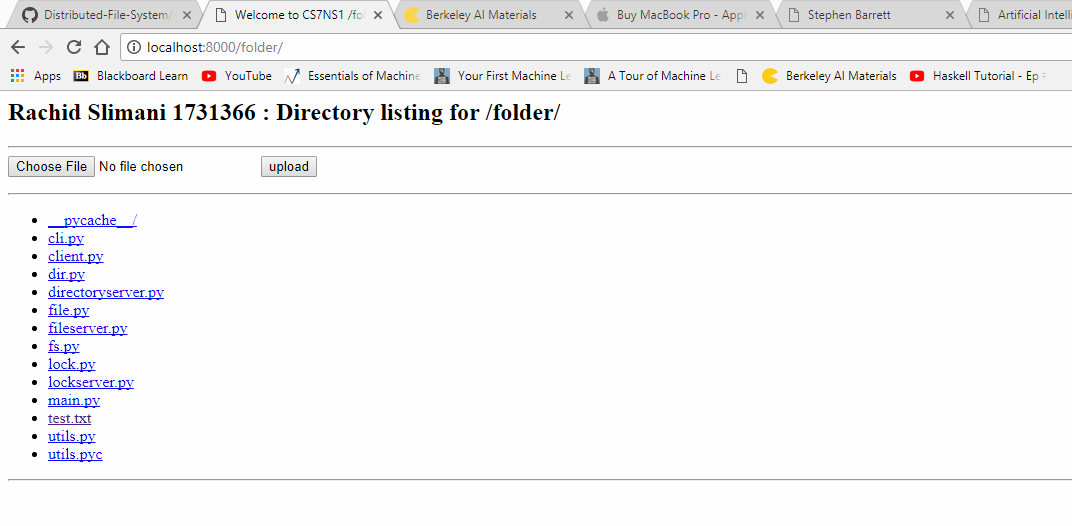 Distributed-File-System/ Welcome to CS7NS1 /fol Berkeley AI Materials Buy MacBook Pro - Appl Stephen Barrett Artificial Intelli
localhost:8000/folder/
Apps Bb Blackboard Learn YouTube Essentials of Machine Your First Machine Le A Tour of Machine Le Berkeley AI Materials Haskell Tutorial - Ep #
Rachid Slimani 1731366 : Directory listing for /folder/
Choose File No file chosen upload
__pycache__/
cli.py
client.py
dir.py
directoryserver.py
file.py
fileserver.py
fs.py
lock.py
lockserver.py
main.py
test.txt
utils.py
utils.pyc